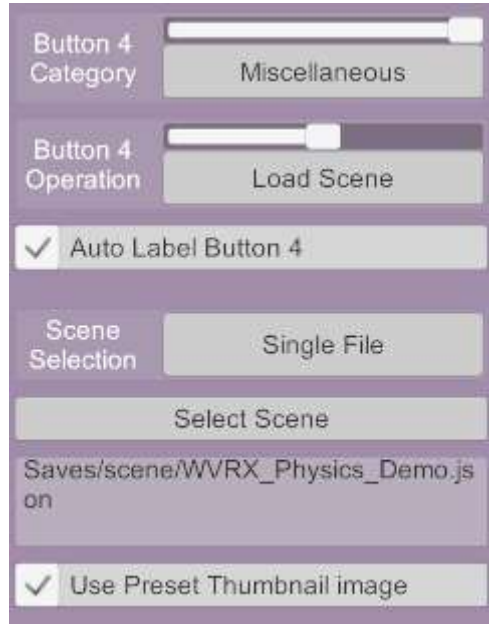 Button 4
Category
Miscellaneous
Button 4
Operation
Load Scene
Auto Label Button 4
Scene
Selection
Single File
Select Scene
Saves/scene/WVRX_Physics_Demo.js
on
Use Preset Thumbnail image